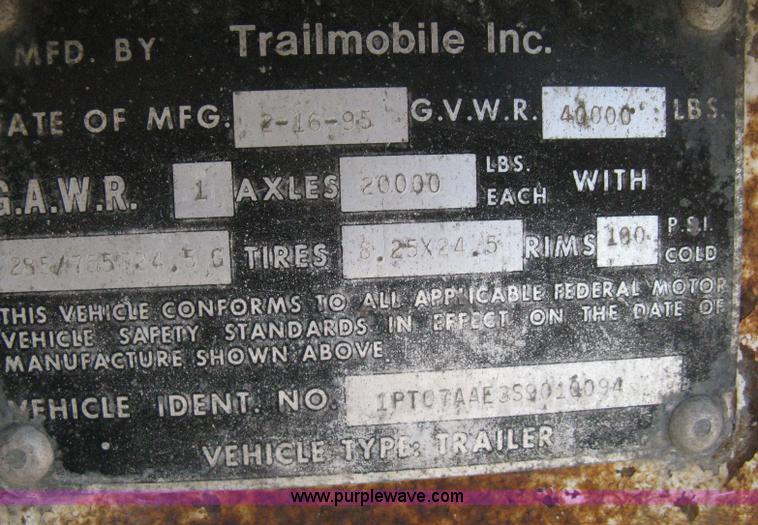 MFD. BY Trailmobile Inc.
DATE OF MFG. 2-16-95 G.V.W.R. 40000 LBS.
G.A.W.R. 1 AXLES 20000 LBS. EACH WITH
TIRES 8.25X24.5 RIMS 100 P.S.I. COLD
THIS VEHICLE CONFORMS TO ALL APPLICABLE FEDERAL MOTOR
VEHICLE SAFETY STANDARDS IN EFFECT ON THE DATE OF
MANUFACTURE SHOWN ABOVE
VEHICLE IDENT. NO. 1PT07AAE3S9010094
VEHICLE TYPE: TRAILER
www.purplewave.com